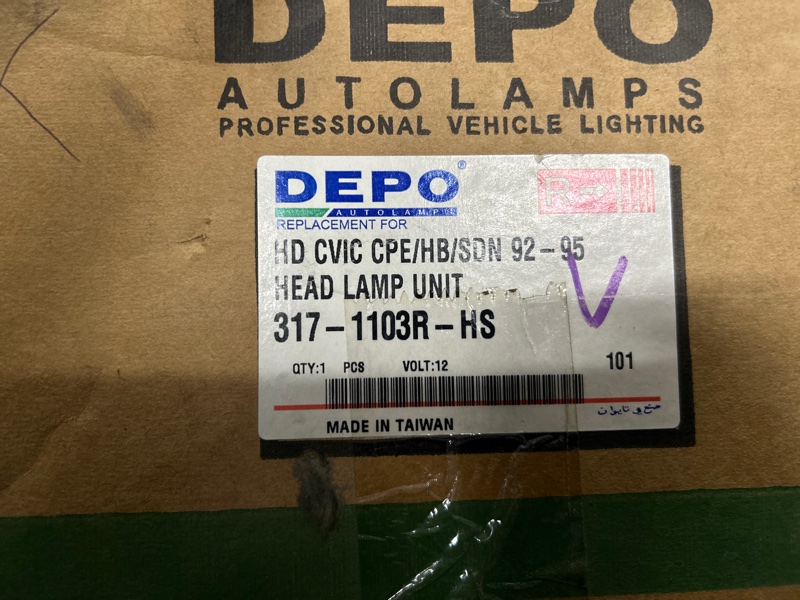 DEPO
AUTOLAMPS
PROFESSIONAL VEHICLE LIGHTING
DEPO®
AUTOLAMPS
REPLACEMENT FOR
R
HD CVIC CPE/HB/SDN 92-95
HEAD LAMP UNIT
V
317-1103R-HS
QTY:1 PCS VOLT:12
101
صنع في تايوان
MADE IN TAIWAN